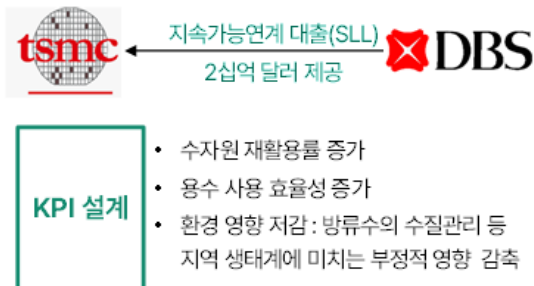 tsmc
지속가능연계 대출(SLL)
2십억 달러 제공
DBS
KPI 설계
• 수자원 재활용률 증가
• 용수 사용 효율성 증가
• 환경 영향 저감 : 방류수의 수질관리 등
지역 생태계에 미치는 부정적 영향 감축